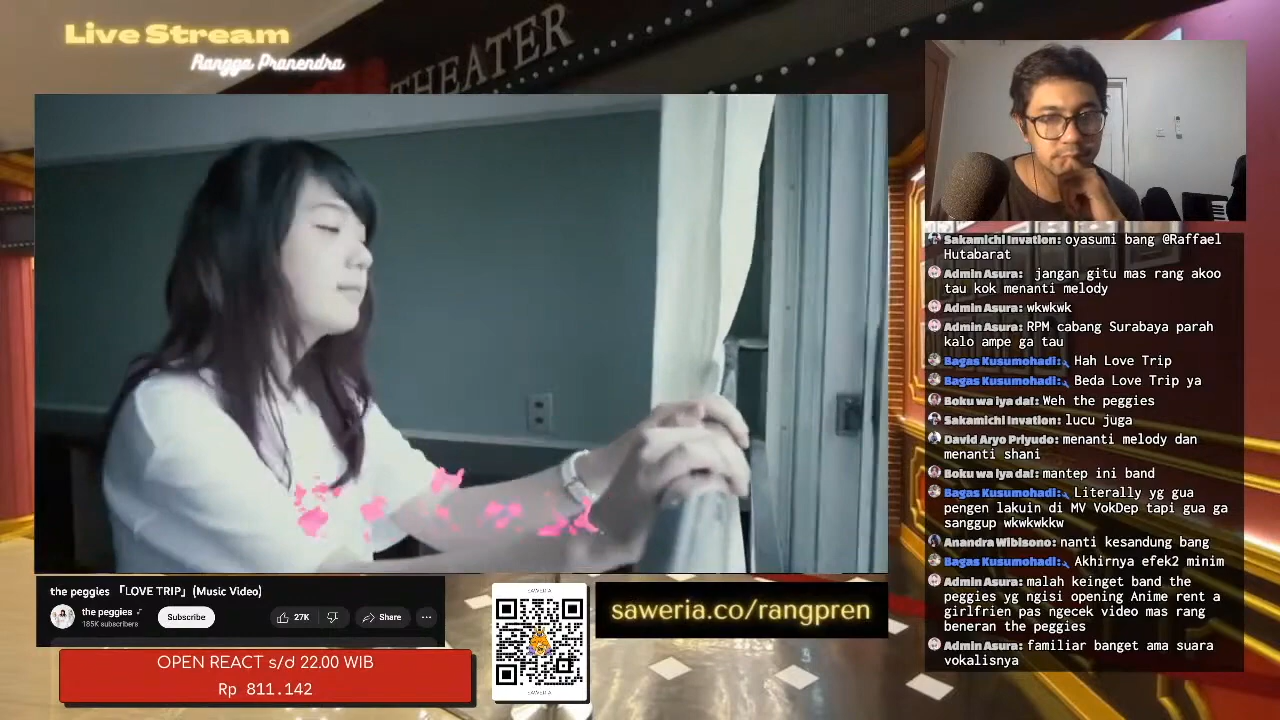 Live Stream
Rangga Pranendra
THEATER
Sakamichi Invation: oyasumi bang @Raffael
Hutabarat
Admin Asura: jangan gitu mas rang akoo
tau kok menanti melody
Admin Asura: wkwkwk
Admin Asura: RPM cabang Surabaya parah
kalo ampe ga tau
Bagas Kusumohadi: Hah Love Trip
Bagas Kusumohadi: Beda Love Trip ya
Boku wa iya da!: Weh the peggies
Sakamichi Invation: lucu juga
David Aryo Priyudo: menanti melody dan
menanti shani
Boku wa iya da!: mantep ini band
Bagas Kusumohadi: Literally yg gua
pengen lakuin di MV VokDep tapi gua ga
sanggup wkwkwkkw
Anandra Wibisono: nanti kesandung bang
Bagas Kusumohadi: Akhirnya efek2 minim
Admin Asura: malah keinget band the
peggies yg ngisi opening Anime rent a
girlfrien pas ngecek video mas rang
beneran the peggies
Admin Asura: familiar banget ama suara
vokalisnya
the peggies 「LOVE TRIP」(Music Video)
the peggies ♪
185K subscribers
Subscribe
27K
Share
SAWERIA
SAWERIA
saweria.co/rangpren
OPEN REACT s/d 22.00 WIB
Rp 811.142